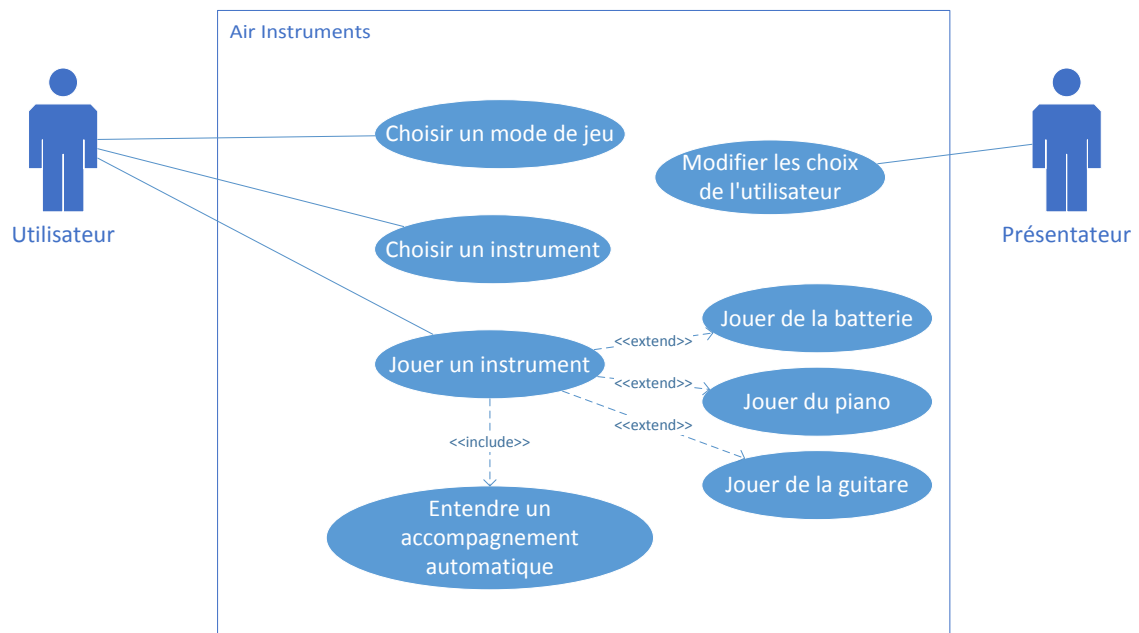 Air Instruments
Utilisateur
Choisir un mode de jeu
Modifier les choix
de l'utilisateur
Présentateur
Choisir un instrument
Jouer un instrument
<<extend>>
Jouer de la batterie
<<extend>>
Jouer du piano
<<extend>>
Jouer de la guitare
<<include>>
Entendre un
accompagnement
automatique